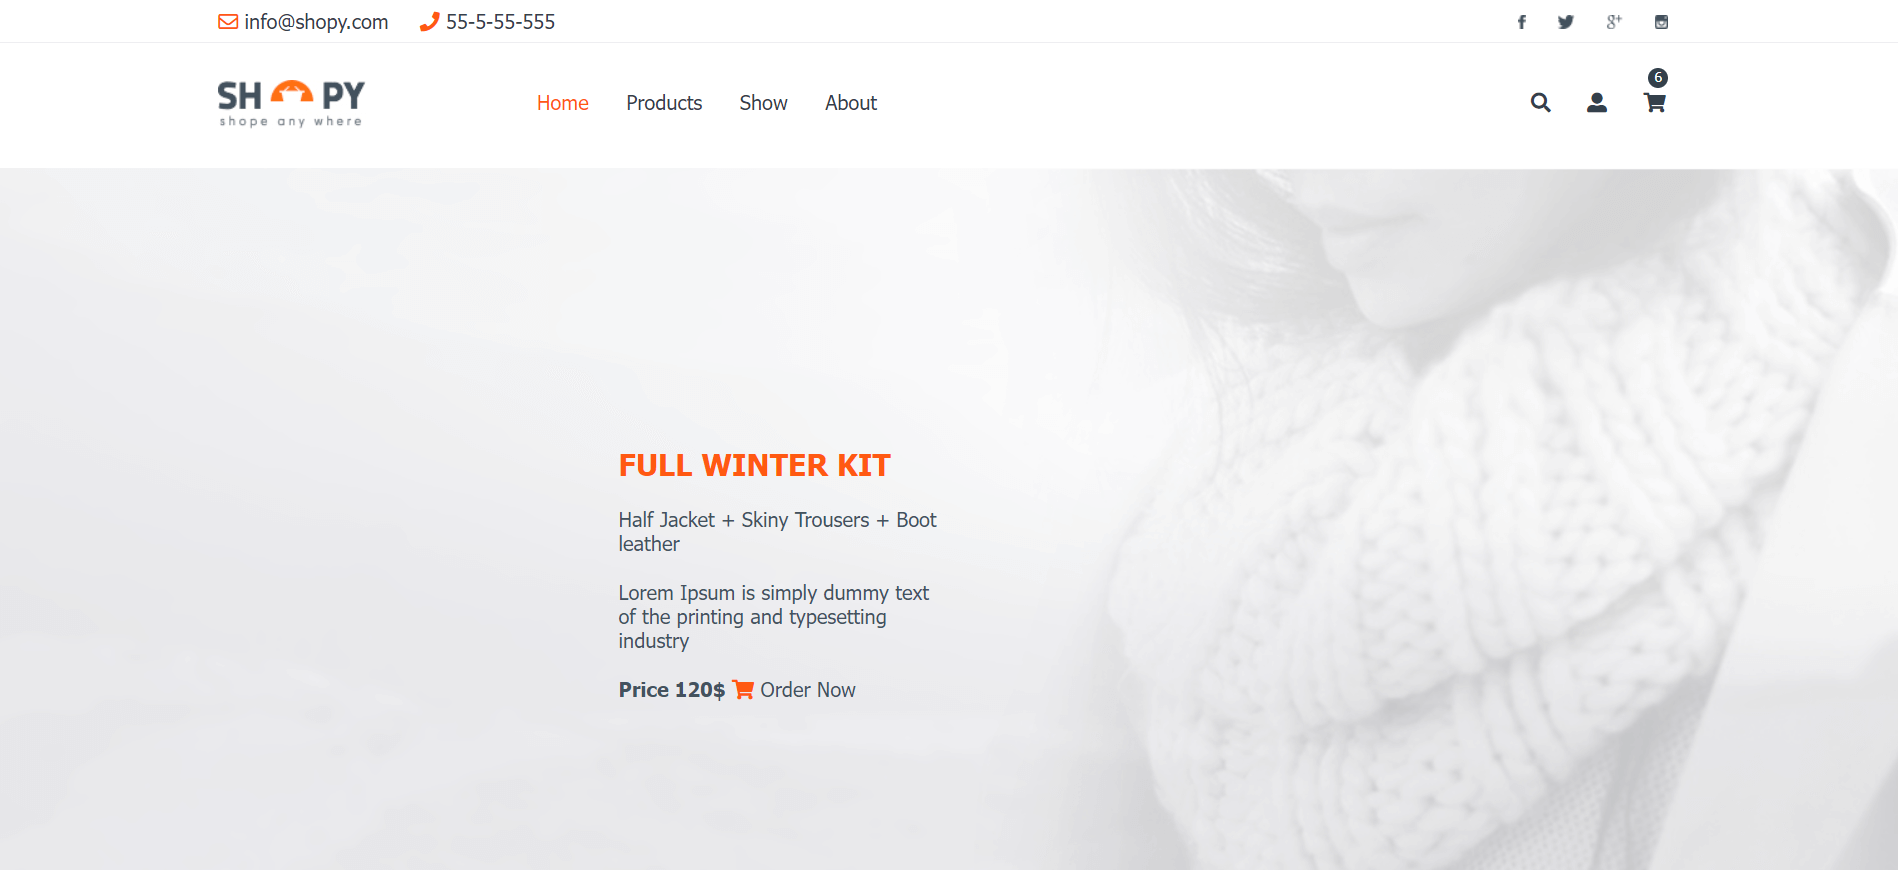 info@shopy.com 55-5-55-555
6
SH PY
shope any where
Home Products Show About
FULL WINTER KIT
Half Jacket + Skiny Trousers + Boot
leather
Lorem Ipsum is simply dummy text
of the printing and typesetting
industry
Price 120$ Order Now